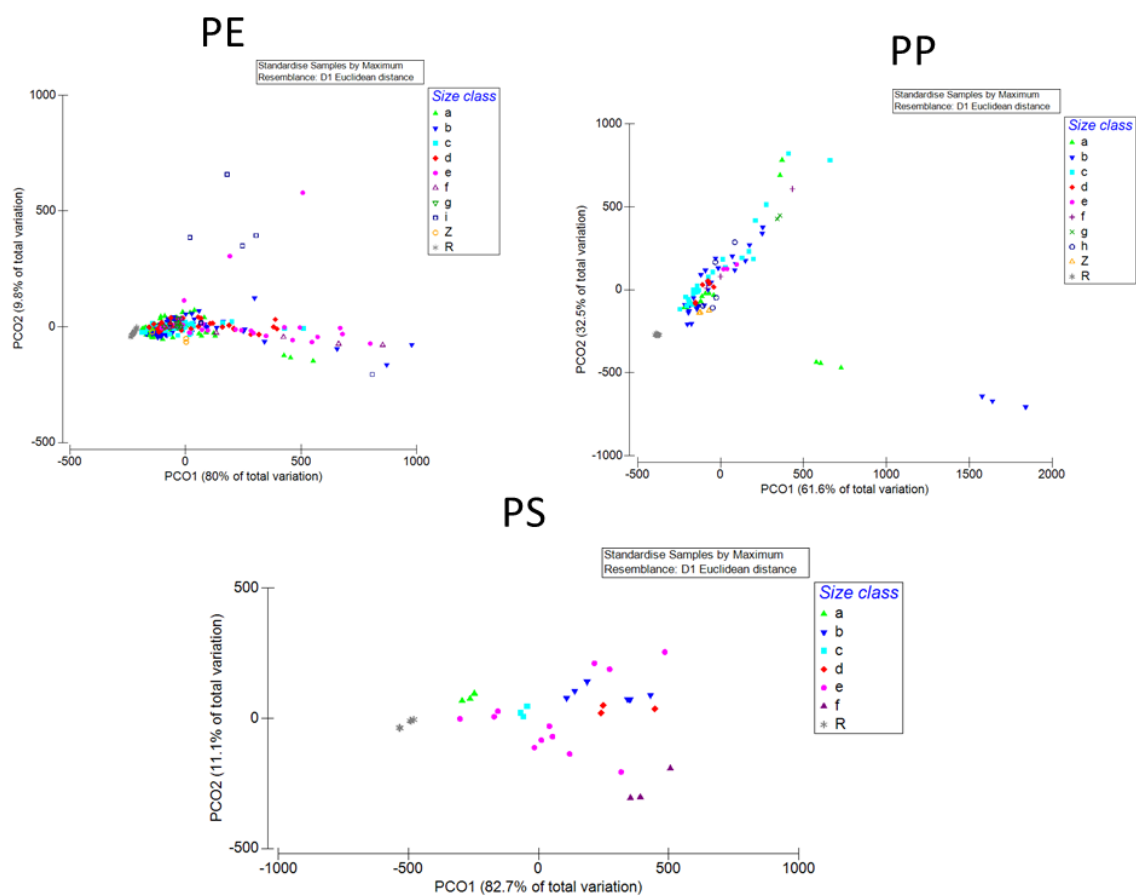 PE
Standardise Samples by Maximum
Resemblance: D1 Euclidean distance
Size class
a
b
c
d
e
f
g
i
Z
R
1000
500
0
-500
PCO2 (9.8% of total variation)
-500
0
500
1000
PCO1 (80% of total variation)
PP
Standardise Samples by Maximum
Resemblance: D1 Euclidean distance
Size class
a
b
c
d
e
f
g
h
Z
R
1000
500
0
-500
-1000
PCO2 (32.5% of total variation)
-500
0
500
1000
1500
2000
PCO1 (61.6% of total variation)
PS
Standardise Samples by Maximum
Resemblance: D1 Euclidean distance
Size class
a
b
c
d
e
f
R
500
0
-500
PCO2 (11.1% of total variation)
-1000
-500
0
500
1000
PCO1 (82.7% of total variation)